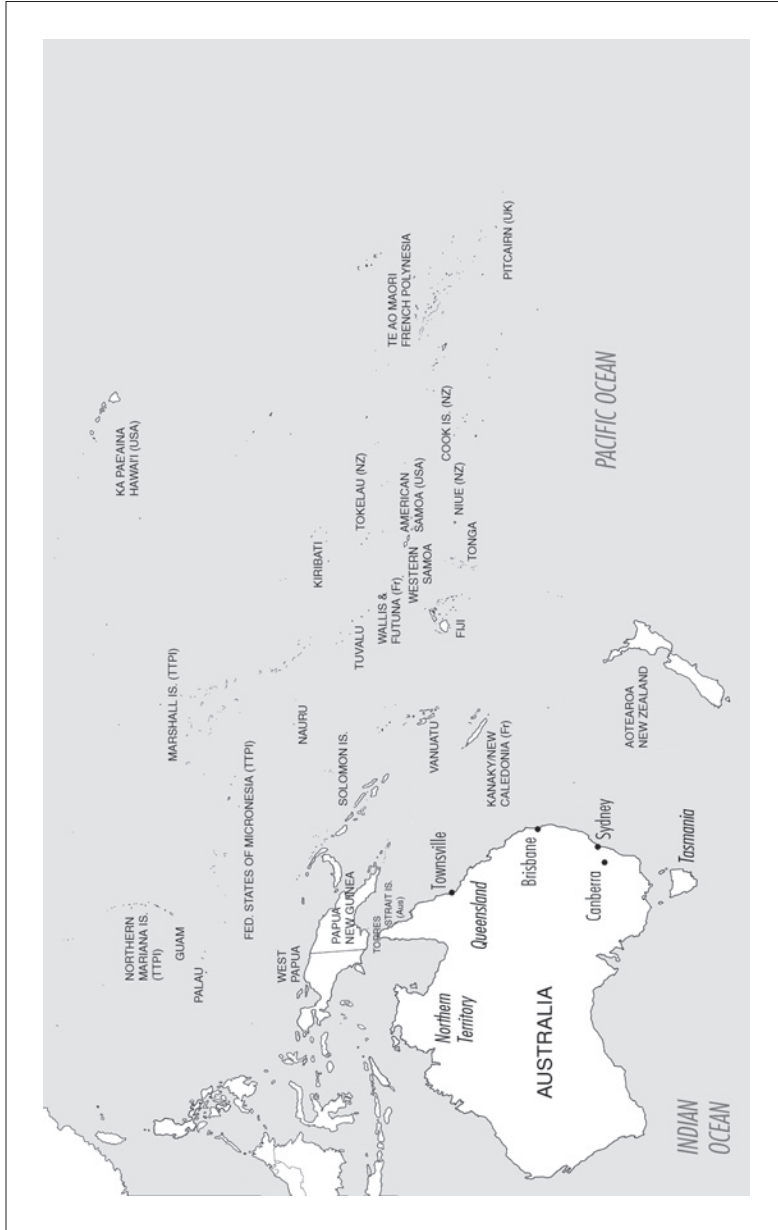 KA PAE'AINA
HAWAI'I (USA)
NORTHERN
MARIANA IS.
(TTPI)
GUAM
PALAU
MARSHALL IS. (TTPI)
FED. STATES OF MICRONESIA (TTPI)
NAURU
KIRIBATI
WEST
PAPUA
PAPUA
NEW GUINEA
SOLOMON IS.
TORRES
STRAIT IS.
(Aus)
TUVALU
TOKELAU (NZ)
WALLIS &
FUTUNA (Fr)
WESTERN
SAMOA
AMERICAN
SAMOA (USA)
TE AO MAORI
FRENCH POLYNESIA
COOK IS. (NZ)
NIUE (NZ)
TONGA
FIJI
VANUATU
KANAKY/NEW
CALEDONIA (Fr)
PITCAIRN (UK)
Townsville
Queensland
Northern
Territory
AUSTRALIA
Brisbane
Sydney
Canberra
Tasmania
AOTEAROA
NEW ZEALAND
PACIFIC OCEAN
INDIAN
OCEAN